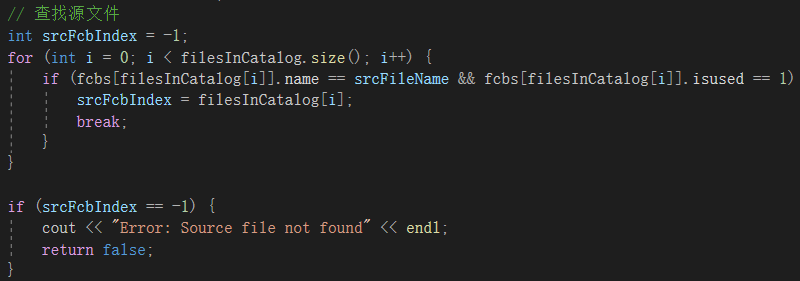 // 查找源文件
int srcFcbIndex = -1;
for (int i = 0; i < filesInCatalog.size(); i++) {
    if (fcbs[filesInCatalog[i]].name == srcFileName && fcbs[filesInCatalog[i]].isused == 1)
        srcFcbIndex = filesInCatalog[i];
        break;
    }
}

if (srcFcbIndex == -1) {
    cout << "Error: Source file not found" << endl;
    return false;
}